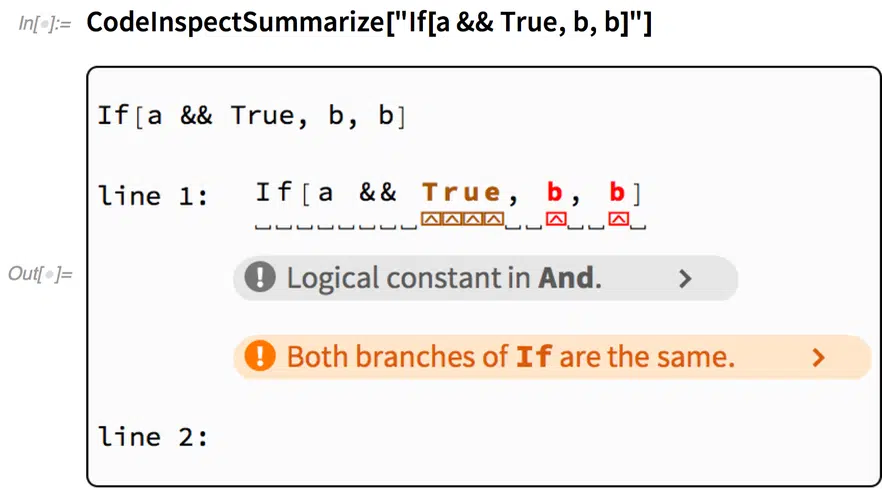 In[•]:= CodeInspectSummarize["If[a && True, b, b]"]
If[a && True, b, b]
line 1: If[a && True, b, b]
Logical constant in And.
Out[•]=
Both branches of If are the same.
line 2: